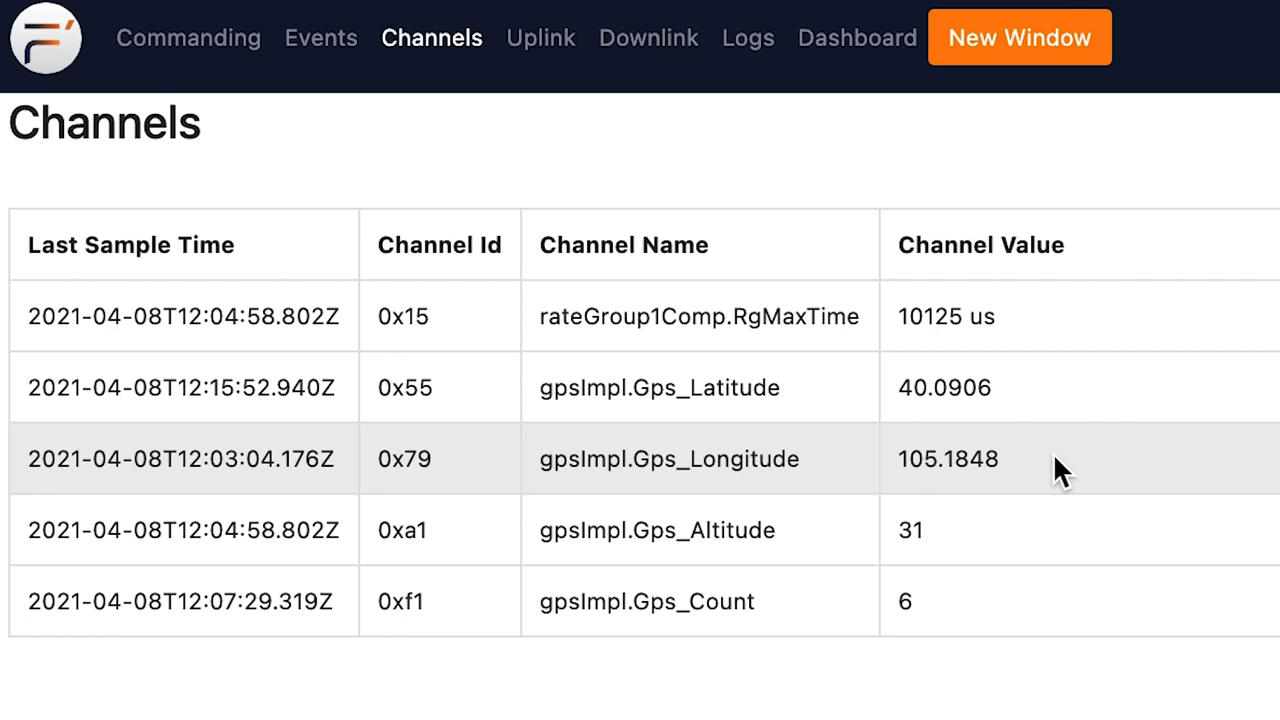 F' Commanding Events Channels Uplink Downlink Logs Dashboard New Window
Channels
Last Sample Time Channel Id Channel Name Channel Value
2021-04-08T12:04:58.802Z 0x15 rateGroup1Comp.RgMaxTime 10125 us
2021-04-08T12:15:52.940Z 0x55 gpsImpl.Gps_Latitude 40.0906
2021-04-08T12:03:04.176Z 0x79 gpsImpl.Gps_Longitude 105.1848
2021-04-08T12:04:58.802Z 0xa1 gpsImpl.Gps_Altitude 31
2021-04-08T12:07:29.319Z 0xf1 gpsImpl.Gps_Count 6